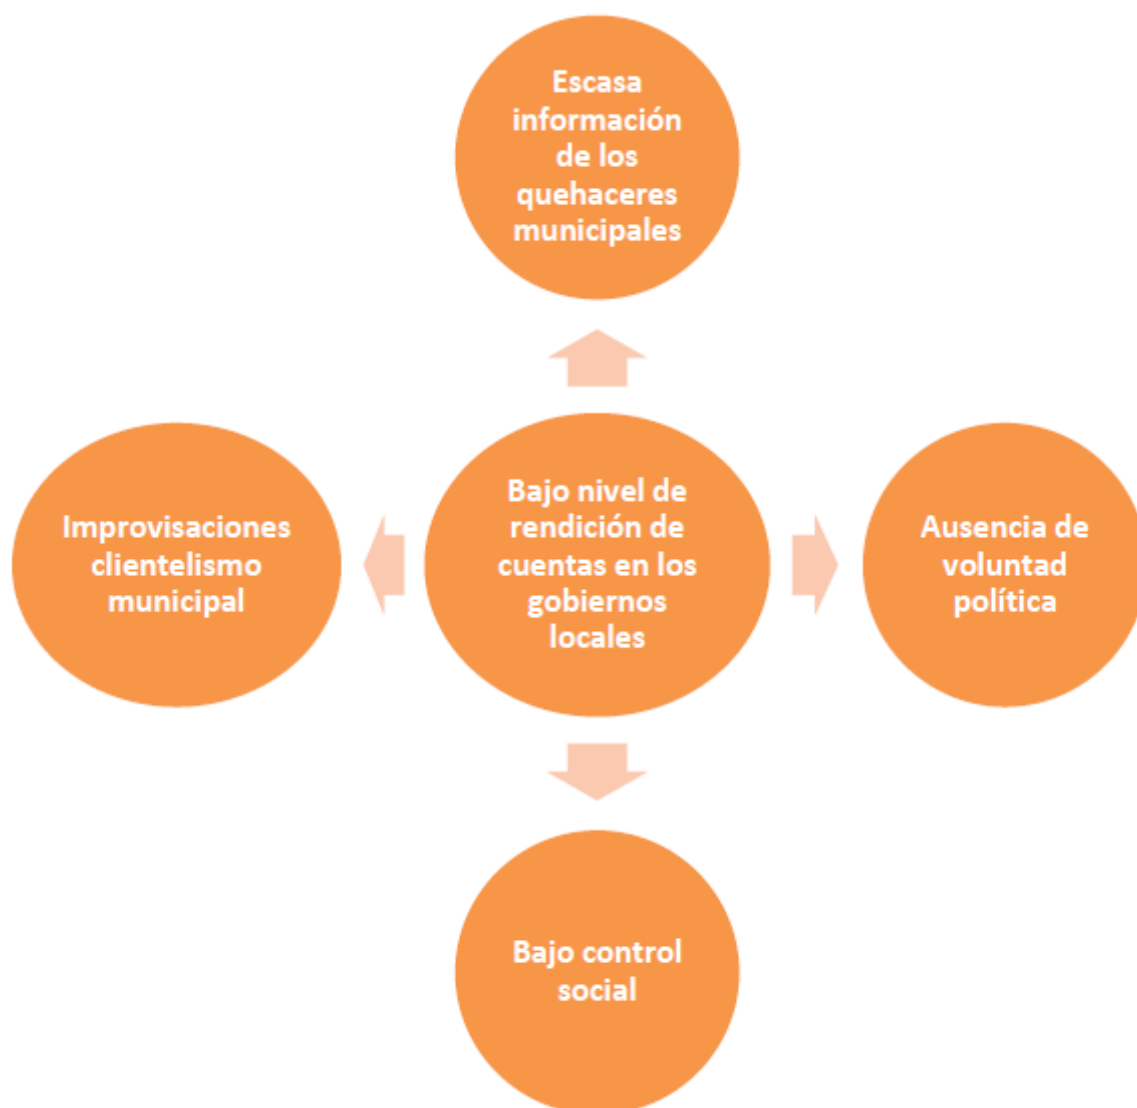 Escasa
información
de los
quehaceres
municipales
Improvisaciones
clientelismo
municipal
Bajo nivel de
rendición de
cuentas en los
gobiernos
locales
Ausencia de
voluntad
política
Bajo control
social